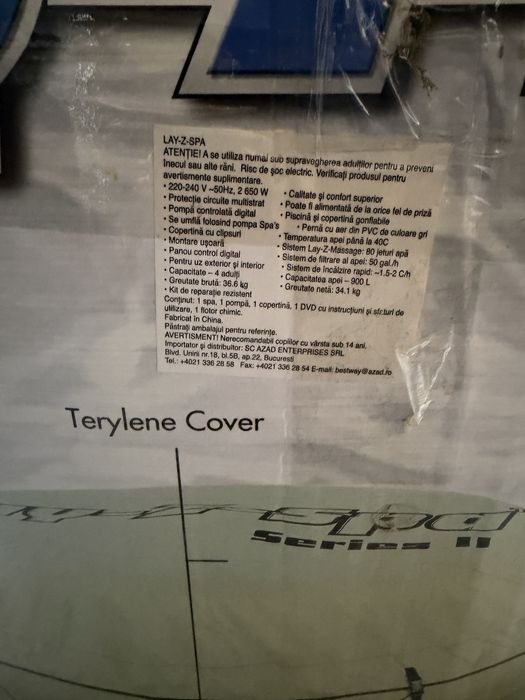 LAY-Z-SPA
ATENȚIE! A se utiliza numai sub supravegherea adulților pentru a preveni
înecul sau alte răni. Risc de șoc electric. Verificați produsul pentru
avertismente suplimentare.
• 220-240 V ~50Hz, 2 650 W
• Protecție circuite multistrat
• Pompă controlată digital
• Se umflă folosind pompa Spa's
• Copertină cu clipsuri
• Montare ușoară
• Panou control digital
• Pentru uz exterior și interior
• Capacitate – 4 adulți
• Greutate brută: 36.6 kg
• Kit de reparație rezistent
• Calitate și confort superior
• Poate fi alimentată de la orice fel de priză
• Piscină și copertină gonflabile
• Pernă cu aer din PVC de culoare gri
• Temperatura apei până la 40C
• Sistem Lay-Z-Massage: 80 jeturi apă
• Sistem de filtrare al apei: 50 gal./h
• Sistem de încălzire rapid: ~1.5-2 C/h
• Capacitatea apei – 900 L
• Greutate netă: 34.1 kg
Conținut: 1 spa, 1 pompă, 1 copertină, 1 DVD cu instrucțiuni și sfaturi de
utilizare, 1 flotor chimic.
Fabricat în China.
Păstrați ambalajul pentru referințe.
AVERTISMENT! Nerecomandabil copiilor cu vârsta sub 14 ani.
Importator și distribuitor: SC AZAD ENTERPRISES SRL
Blvd. Unirii nr.18, bl.5B, ap.22, București
Tel.: +4021 336 28 58 Fax: +4021 336 28 54 E-mail: bestway@azad.ro
Terylene Cover
Spa
Series II